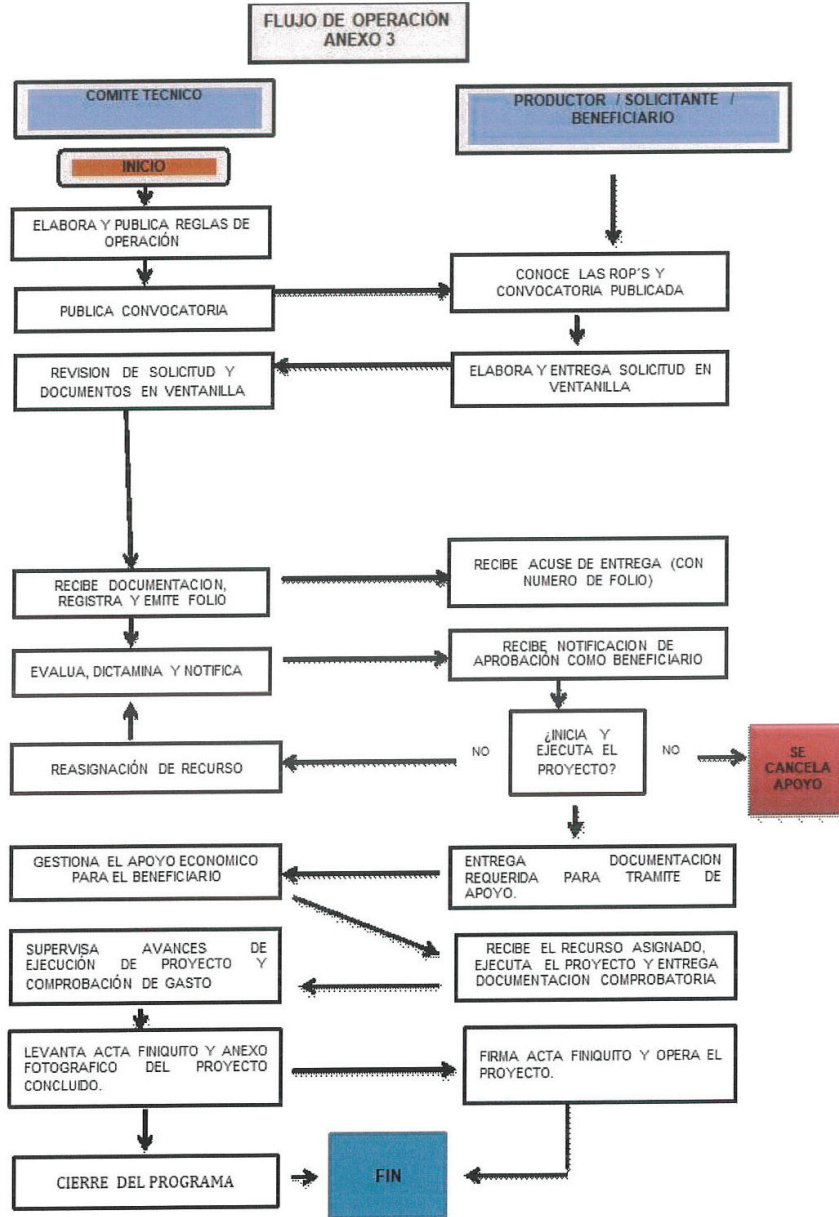 FLUJO DE OPERACIÓN
ANEXO 3
COMITE TECNICO
PRODUCTOR / SOLICITANTE /
BENEFICIARIO
INICIO
ELABORA Y PUBLICA REGLAS DE
OPERACIÓN
CONOCE LAS ROP´S Y
CONVOCATORIA PUBLICADA
PUBLICA CONVOCATORIA
REVISION DE SOLICITUD Y
DOCUMENTOS EN VENTANILLA
ELABORA Y ENTREGA SOLICITUD EN
VENTANILLA
RECIBE DOCUMENTACION,
REGISTRA Y EMITE FOLIO
RECIBE ACUSE DE ENTREGA (CON
NUMERO DE FOLIO)
EVALUA, DICTAMINA Y NOTIFICA
RECIBE NOTIFICACION DE
APROBACIÓN COMO BENEFICIARIO
REASIGNACIÓN DE RECURSO
NO
¿INICIA Y
EJECUTA EL
PROYECTO?
NO
SE
CANCELA
APOYO
GESTIONA EL APOYO ECONOMICO
PARA EL BENEFICIARIO
ENTREGA DOCUMENTACION
REQUERIDA PARA TRAMITE DE
APOYO.
SUPERVISA AVANCES DE
EJECUCIÓN DE PROYECTO Y
COMPROBACIÓN DE GASTO
RECIBE EL RECURSO ASIGNADO,
EJECUTA EL PROYECTO Y ENTREGA
DOCUMENTACION COMPROBATORIA
LEVANTA ACTA FINIQUITO Y ANEXO
FOTOGRAFICO DEL PROYECTO
CONCLUIDO.
FIRMA ACTA FINIQUITO Y OPERA EL
PROYECTO.
CIERRE DEL PROGRAMA
FIN